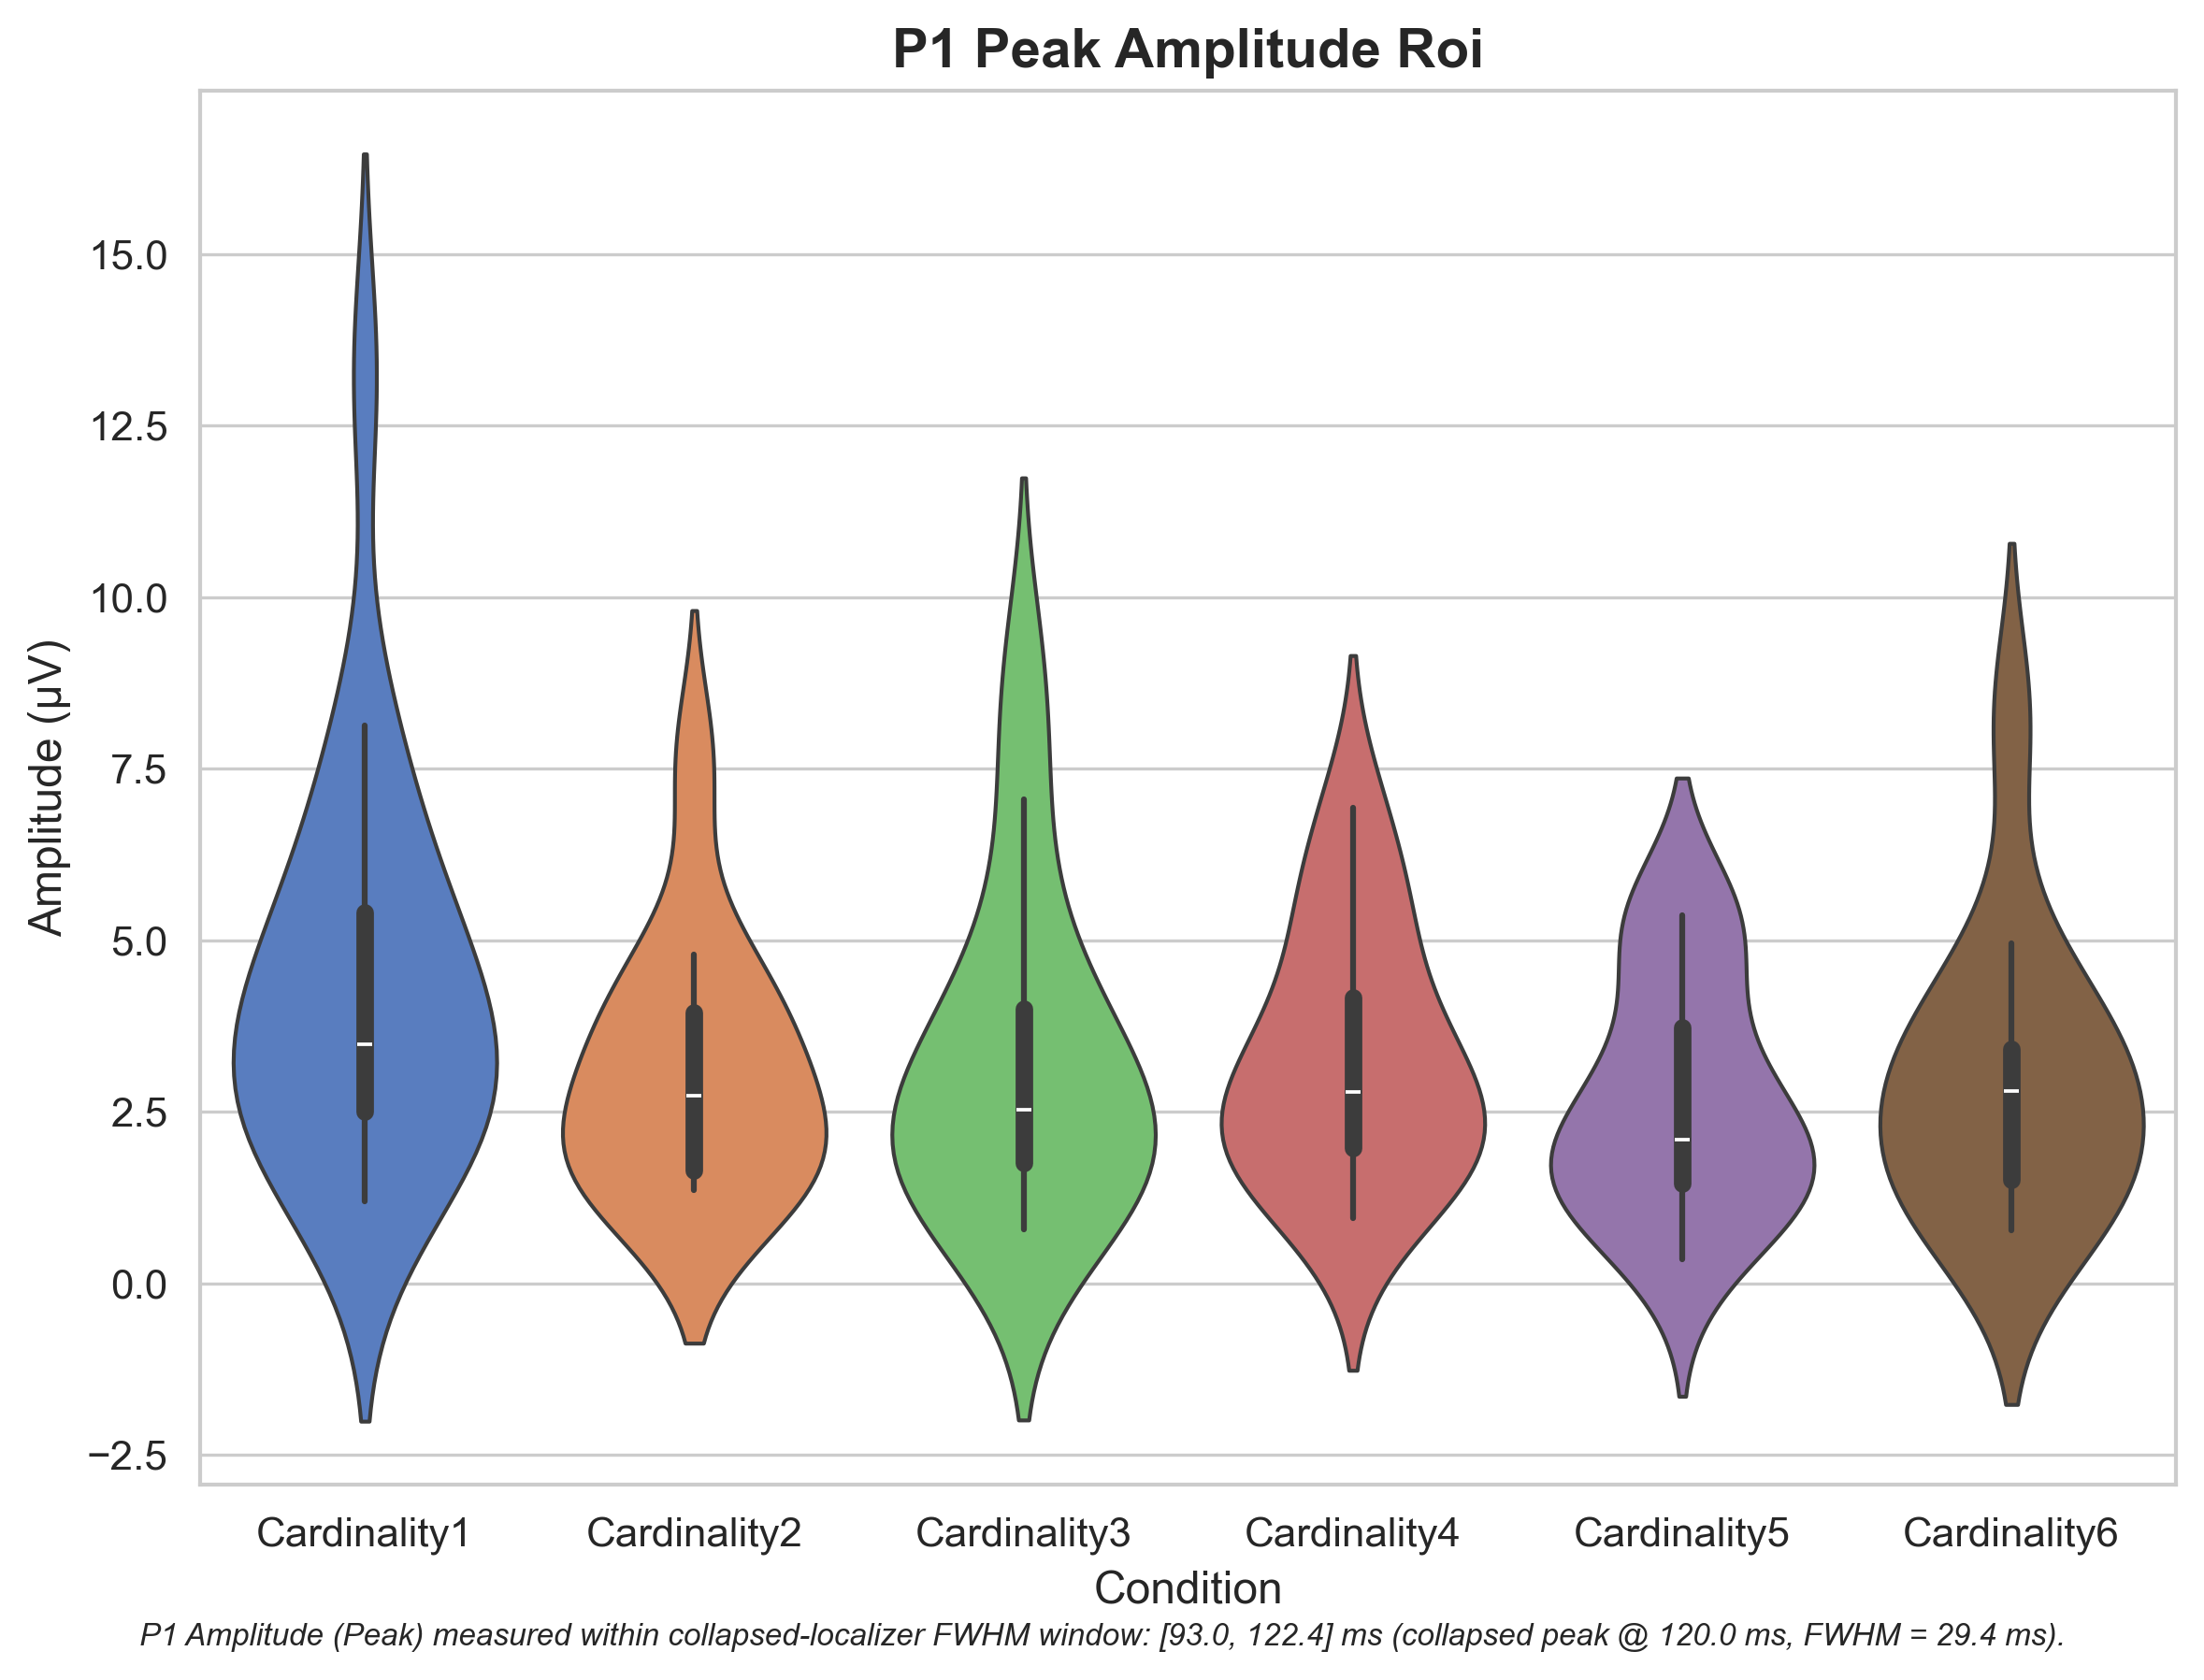 P1 Peak Amplitude Roi
Amplitude (µV)
15.0
12.5
10.0
7.5
5.0
2.5
0.0
−2.5
Cardinality1 Cardinality2 Cardinality3 Cardinality4 Cardinality5 Cardinality6
Condition
P1 Amplitude (Peak) measured within collapsed-localizer FWHM window: [93.0, 122.4] ms (collapsed peak @ 120.0 ms, FWHM = 29.4 ms).